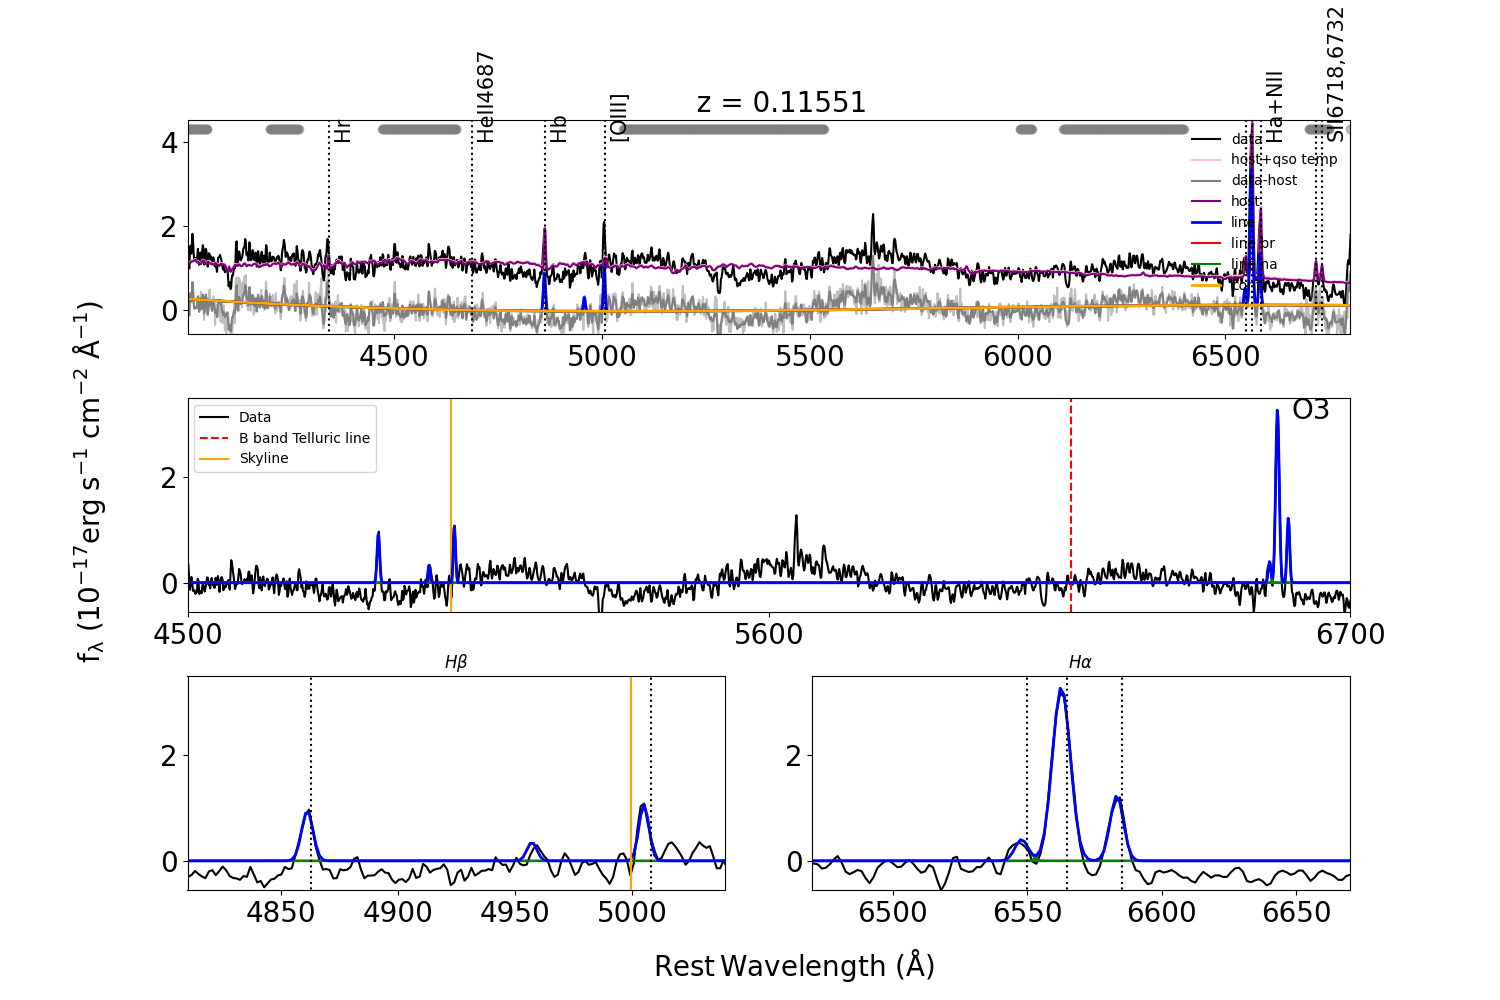 z = 0.11551
Hr
HeII4687
Hb
[OIII]
Ha+NII
SII6718,6732
data
host+qso temp
data-host
host
line
line br
line na
4
2
0
4500
5000
5500
6000
6500
fλ (10−17erg s−1 cm−2 Å−1)
Data
B band Telluric line
Skyline
O3
2
0
4500
5600
6700
Hβ
2
0
4850
4900
4950
5000
Hα
2
0
6500
6550
6600
6650
Rest Wavelength (Å)